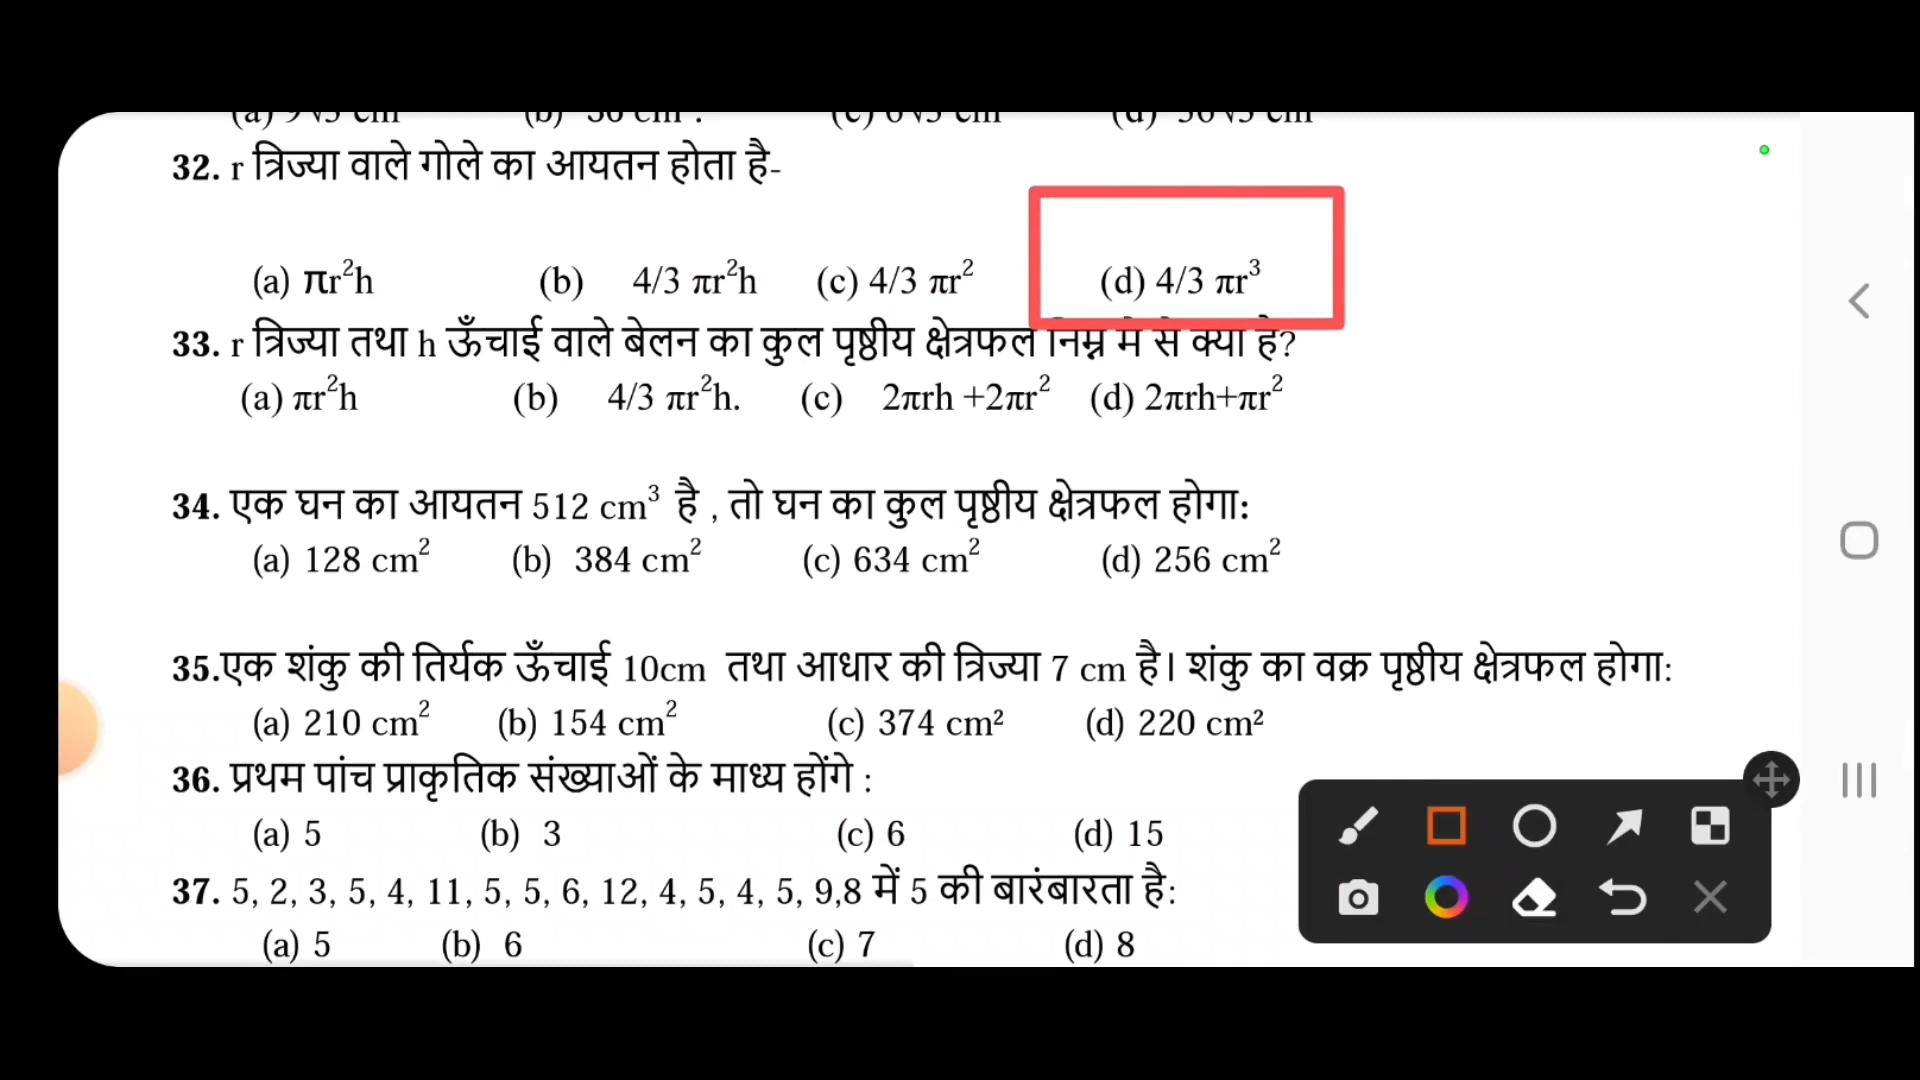 32. r त्रिज्या वाले गोले का आयतन होता है-
(a) πr²h (b) 4/3 πr²h (c) 4/3 πr² (d) 4/3 πr³
33. r त्रिज्या तथा h ऊँचाई वाले बेलन का कुल पृष्ठीय क्षेत्रफल निम्न में से क्या है?
(a) πr²h (b) 4/3 πr²h. (c) 2πrh +2πr² (d) 2πrh+πr²
34. एक घन का आयतन 512 cm³ है , तो घन का कुल पृष्ठीय क्षेत्रफल होगा:
(a) 128 cm² (b) 384 cm² (c) 634 cm² (d) 256 cm²
35.एक शंकु की तिर्यक ऊँचाई 10cm तथा आधार की त्रिज्या 7 cm है। शंकु का वक्र पृष्ठीय क्षेत्रफल होगा:
(a) 210 cm² (b) 154 cm² (c) 374 cm² (d) 220 cm²
36. प्रथम पांच प्राकृतिक संख्याओं के माध्य होंगे :
(a) 5 (b) 3 (c) 6 (d) 15
37. 5, 2, 3, 5, 4, 11, 5, 5, 6, 12, 4, 5, 4, 5, 9,8 में 5 की बारंबारता है:
(a) 5 (b) 6 (c) 7 (d) 8